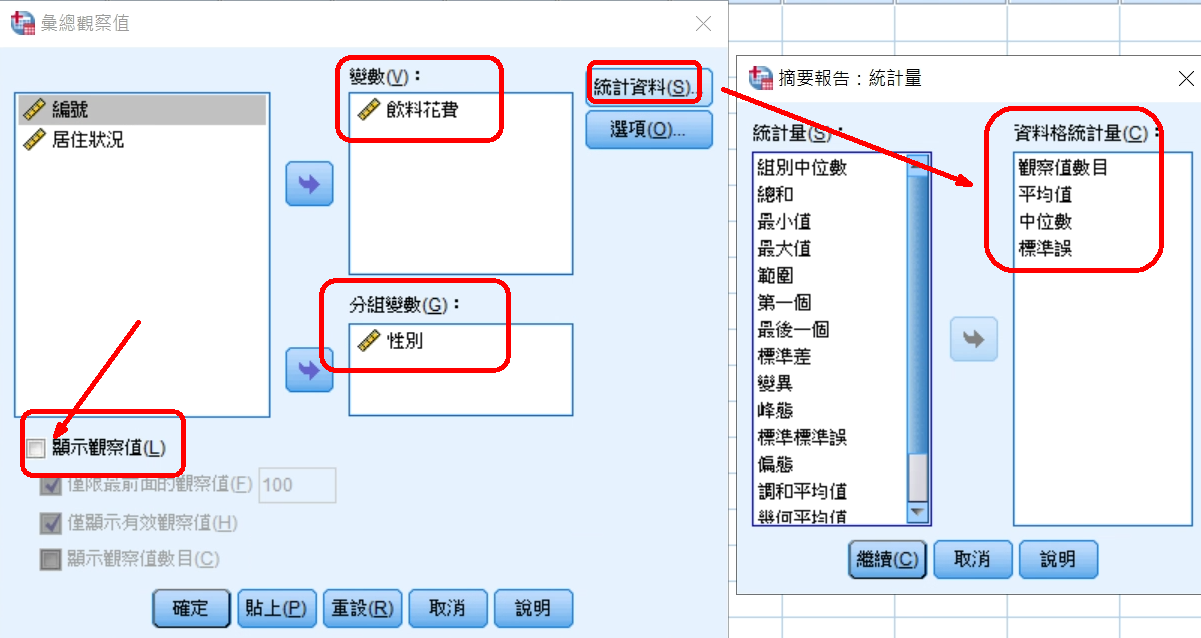 彙總觀察值
編號
居住狀況
變數(V)：
飲料花費
分組變數(G)：
性別
統計資料(S)...
選項(O)...
顯示觀察值(L)
僅限最前面的觀察值(F) 100
僅顯示有效觀察值(H)
顯示觀察值數目(C)
確定 貼上(P) 重設(R) 取消 說明
摘要報告：統計量
統計量(S)：
組別中位數
總和
最小值
最大值
範圍
第一個
最後一個
標準差
變異
峰態
標準標準誤
偏態
調和平均值
幾何平均值
資料格統計量(C)：
觀察值數目
平均值
中位數
標準誤
繼續(C) 取消 說明